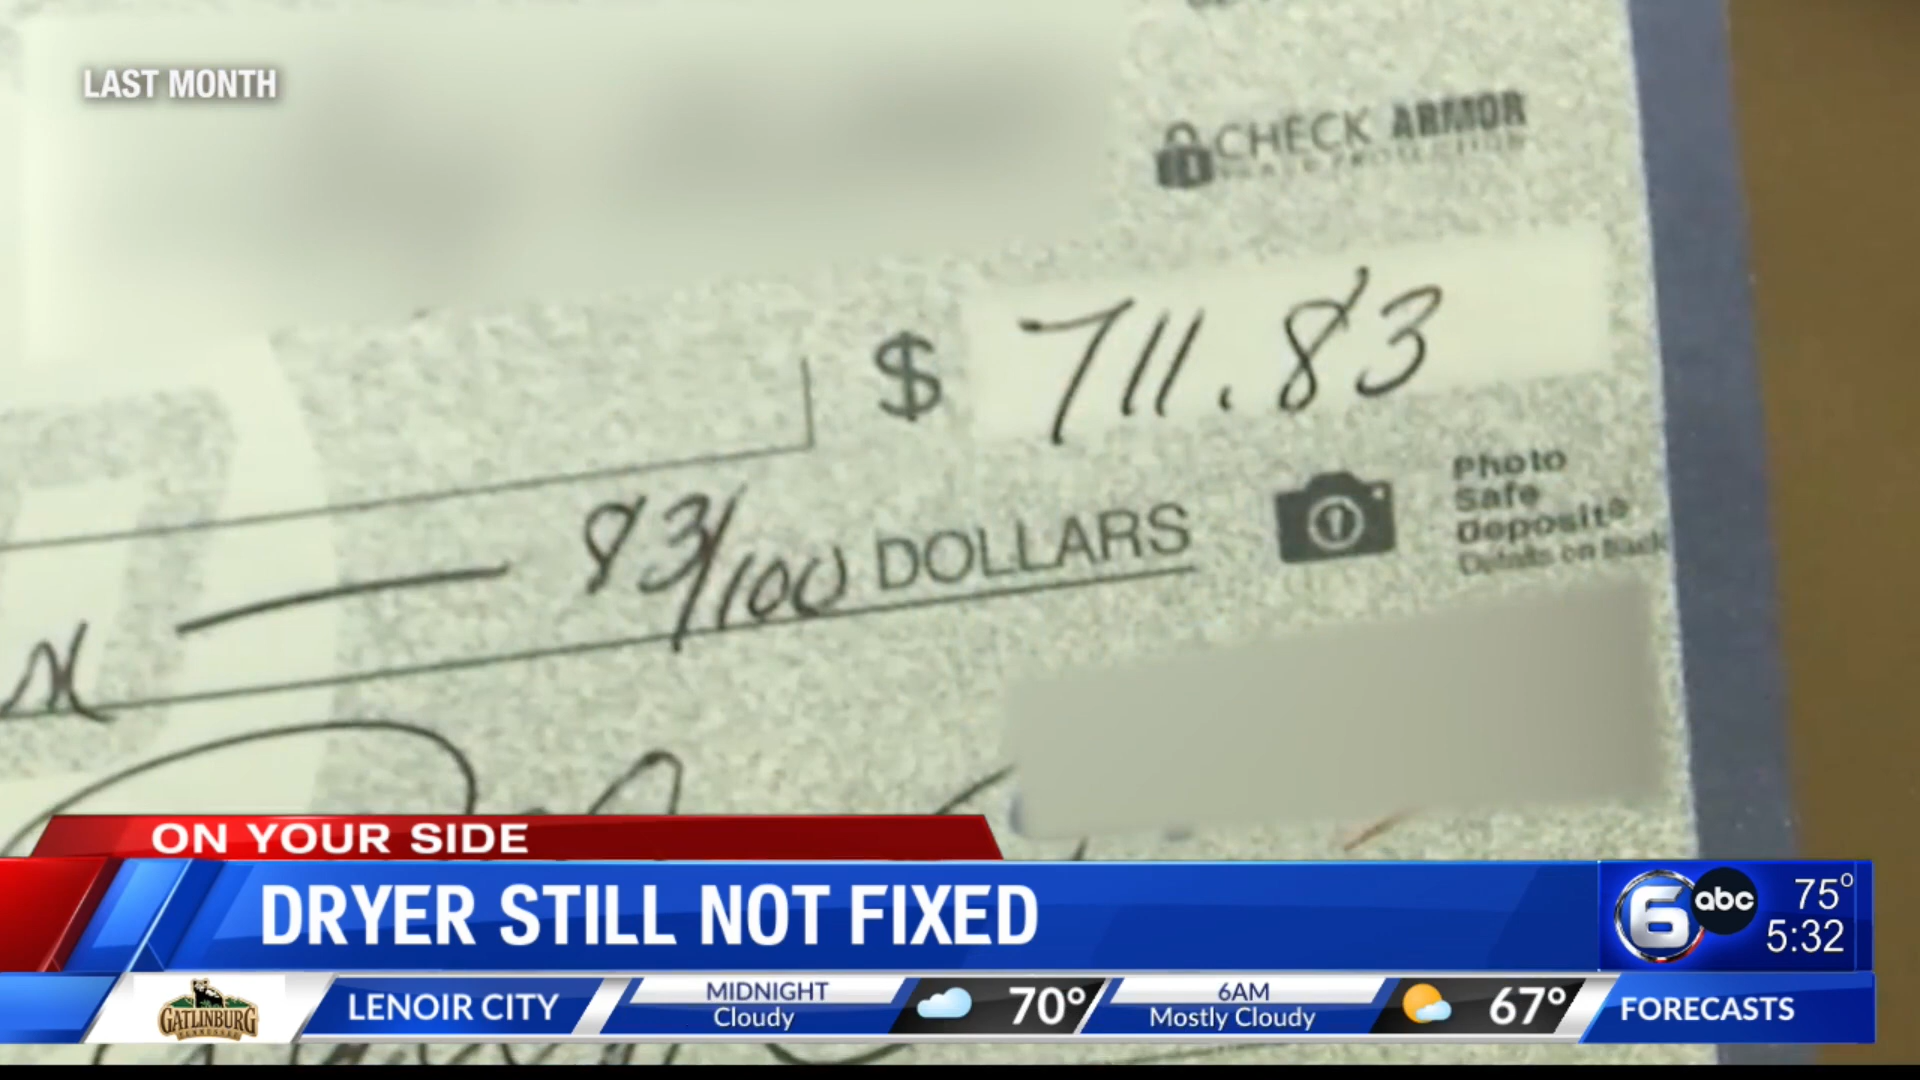 LAST MONTH
CHECK ARMOR
$ 711.83
Photo
Safe
Deposit®
Details on Back
83/100 DOLLARS
ON YOUR SIDE
DRYER STILL NOT FIXED
6 abc
75°
5:32
GATLINBURG
TENNESSEE
LENOIR CITY
MIDNIGHT
Cloudy
70°
6AM
Mostly Cloudy
67°
FORECASTS